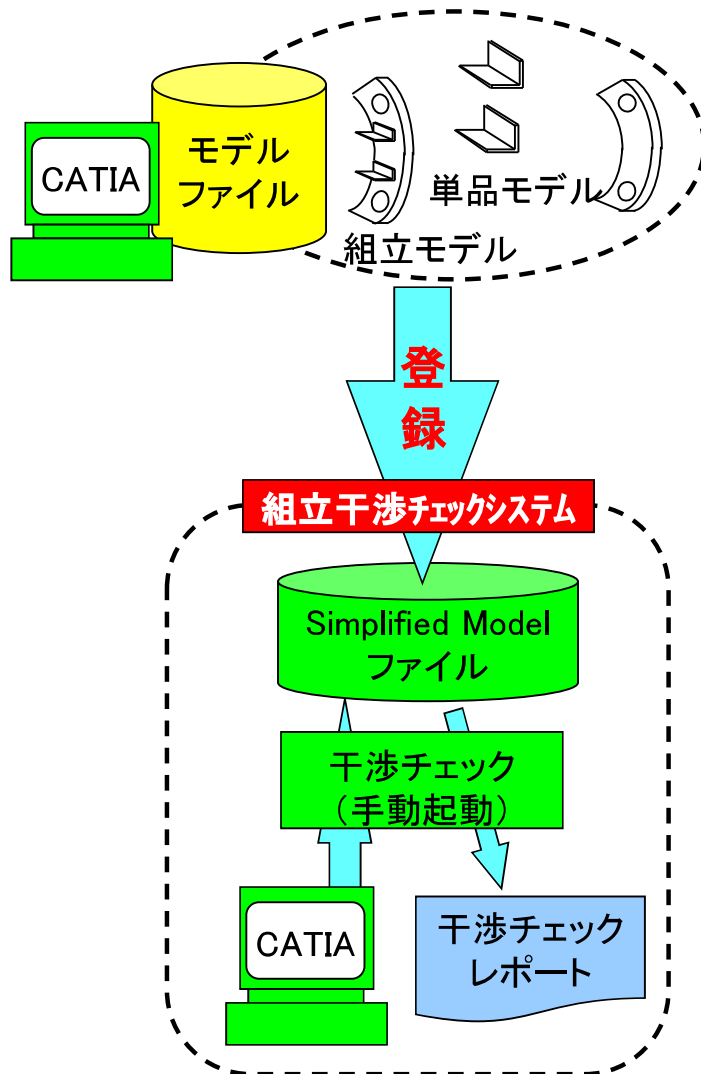 CATIA
モデル
ファイル
単品モデル
組立モデル
登
録
組立干渉チェックシステム
Simplified Model
ファイル
干渉チェック
(手動起動)
CATIA
干渉チェック
レポート